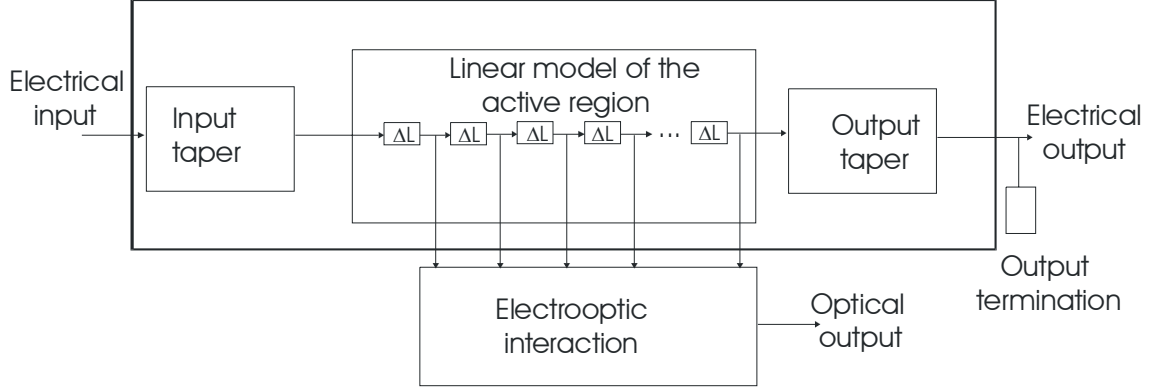 Electrical
input
Input
taper
Linear model of the
active region
ΔL ΔL ΔL ΔL ... ΔL
Output
taper
Electrical
output
Output
termination
Electrooptic
interaction
Optical
output